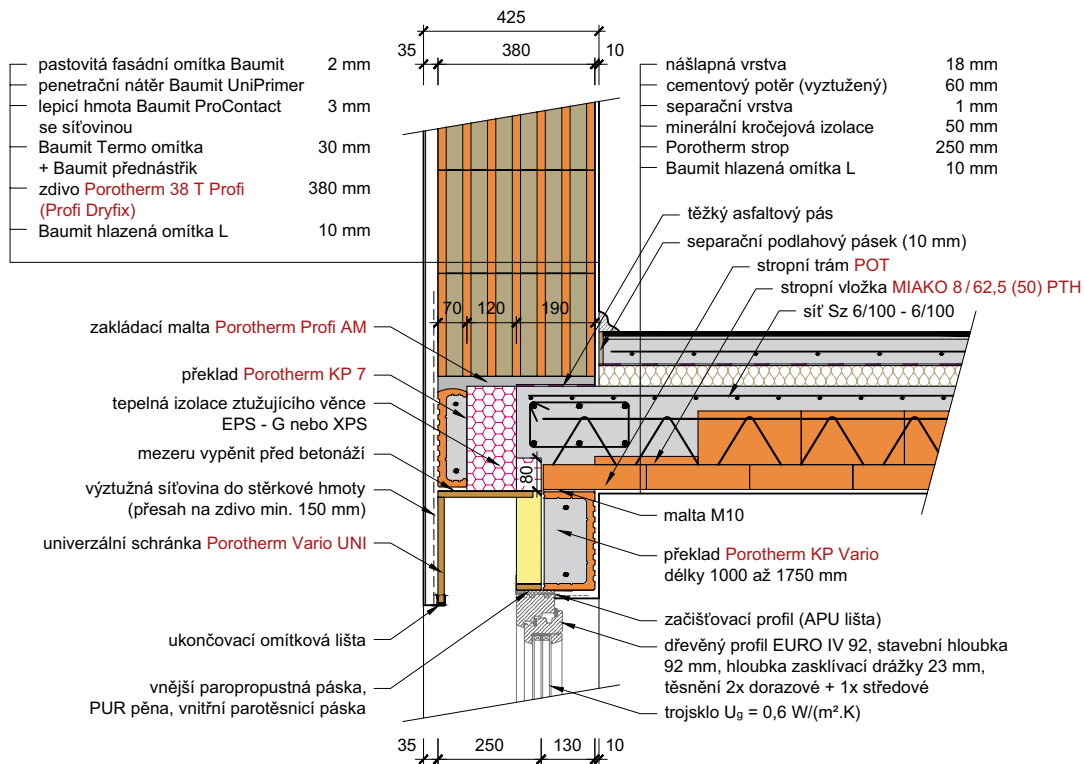 425
35 380 10
pastovitá fasádní omítka Baumit 2 mm
penetrační nátěr Baumit UniPrimer
lepicí hmota Baumit ProContact 3 mm
se síťovinou
Baumit Termo omítka 30 mm
+ Baumit přednástřik
zdivo Porotherm 38 T Profi 380 mm
(Profi Dryfix)
Baumit hlazená omítka L 10 mm
nášlapná vrstva 18 mm
cementový potěr (vyztužený) 60 mm
separační vrstva 1 mm
minerální kročejová izolace 50 mm
Porotherm strop 250 mm
Baumit hlazená omítka L 10 mm
těžký asfaltový pás
separační podlahový pásek (10 mm)
stropní trám POT
stropní vložka MIAKO 8/62,5 (50) PTH
síť Sz 6/100 - 6/100
70 120 190
zakládací malta Porotherm Profi AM
překlad Porotherm KP 7
tepelná izolace ztužujícího věnce
EPS - G nebo XPS
mezeru vypěnit před betonáží
výztužná síťovina do stěrkové hmoty
(přesah na zdivo min. 150 mm)
univerzální schránka Porotherm Vario UNI
ukončovací omítková lišta
vnější paropropustná páska,
PUR pěna, vnitřní parotěsnicí páska
80
malta M10
překlad Porotherm KP Vario
délky 1000 až 1750 mm
začišťovací profil (APU lišta)
dřevěný profil EURO IV 92, stavební hloubka
92 mm, hloubka zasklívací drážky 23 mm,
těsnění 2x dorazové + 1x středové
trojsklo Ug = 0,6 W/(m².K)
35 250 130 10